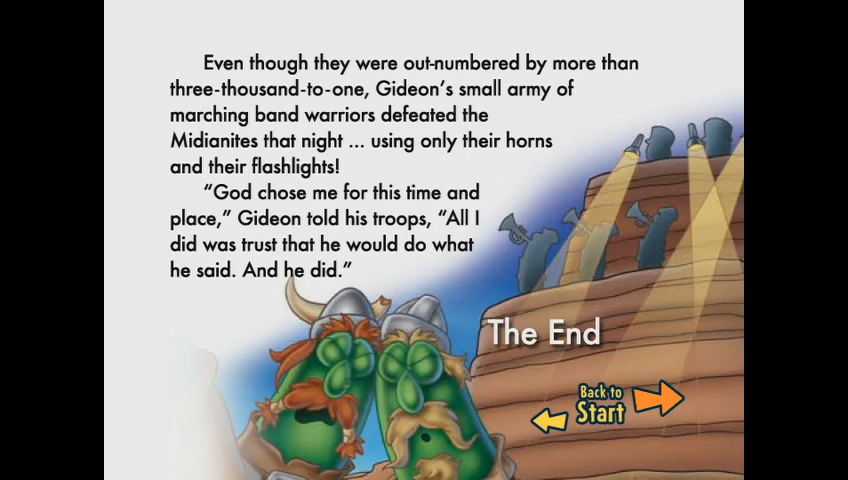 Even though they were out-numbered by more than
three-thousand-to-one, Gideon's small army of
marching band warriors defeated the
Midianites that night ... using only their horns
and their flashlights!
“God chose me for this time and
place,” Gideon told his troops, “All I
did was trust that he would do what
he said. And he did.”
The End
Back to
Start